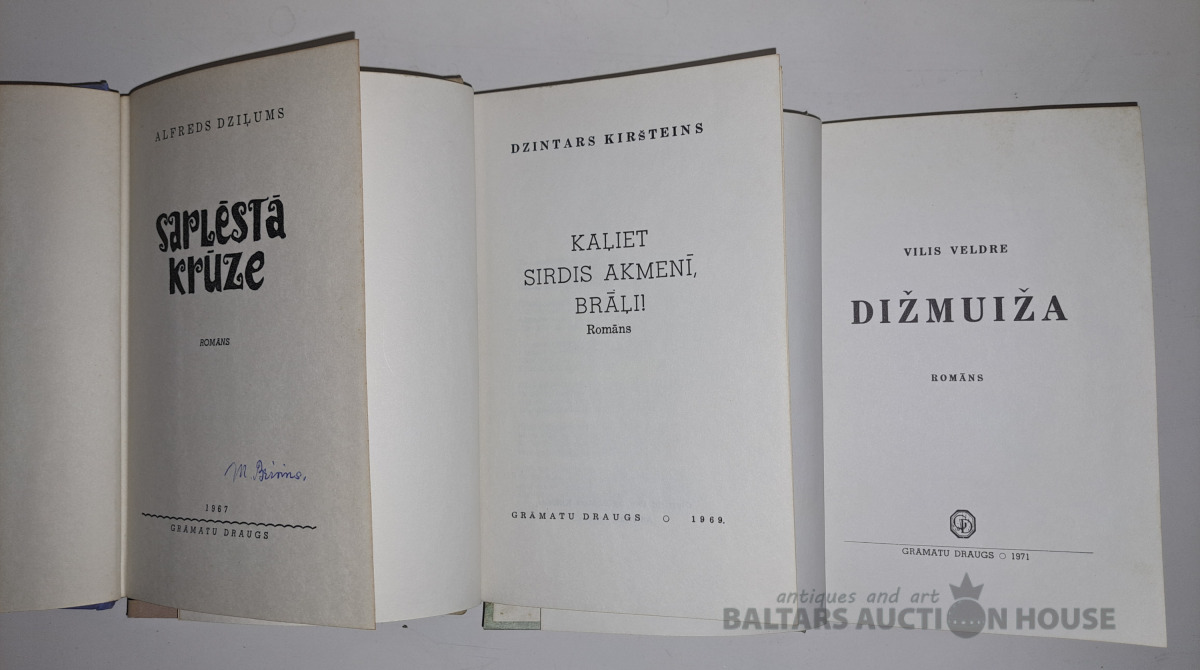 ALFREDS DZIĻUMS
SAPLĒSTĀ
KRŪZE
ROMĀNS
M. Brīviņš.
1967
GRĀMATU DRAUGS
DZINTARS KIRŠTEINS
KAĻIET
SIRDIS AKMENĪ,
BRĀĻI!
Romāns
GRĀMATU DRAUGS ○ 1969.
VILIS VELDRE
DIŽMUIŽA
ROMĀNS
GRĀMATU DRAUGS ○ 1971
antiques and art
BALTARS AUCTION HOUSE